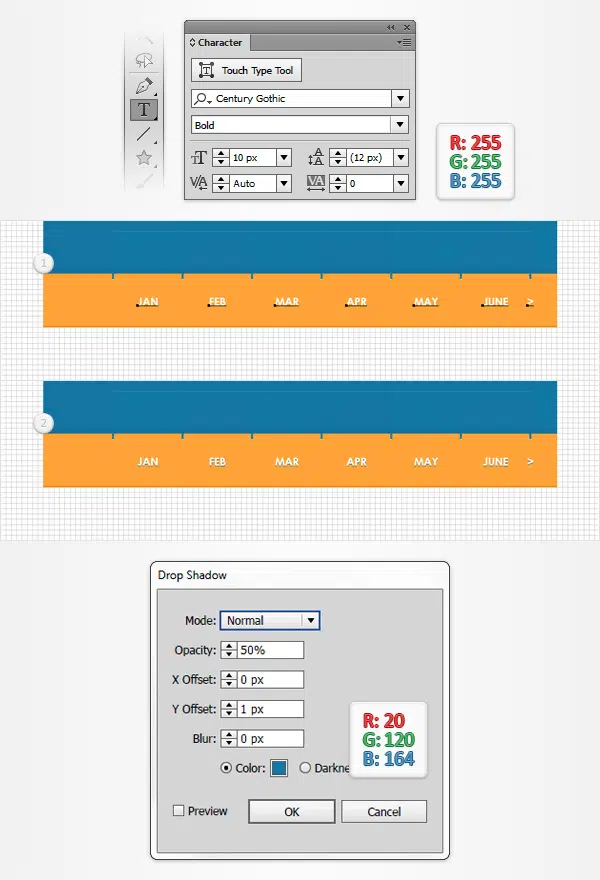 Character
Touch Type Tool
Century Gothic
Bold
10 px
(12 px)
Auto
0
R: 255
G: 255
B: 255
1
JAN FEB MAR APR MAY JUNE >
2
JAN FEB MAR APR MAY JUNE >
Drop Shadow
Mode: Normal
Opacity: 50%
X Offset: 0 px
Y Offset: 1 px
Blur: 0 px
Color: Darkne
R: 20
G: 120
B: 164
Preview OK Cancel